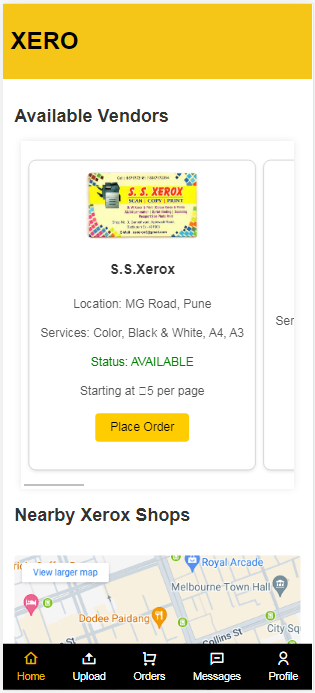 XERO
Available Vendors
S. S. XEROX
SCAN | COPY | PRINT
S.S.Xerox
Location: MG Road, Pune
Services: Color, Black & White, A4, A3
Status: AVAILABLE
Starting at □5 per page
Place Order
Ser
Nearby Xerox Shops
View larger map
Royal Arcade
Melbourne Town Hall
Dodee Paidang
City Sq
Collins St
Home
Upload
Orders
Messages
Profile